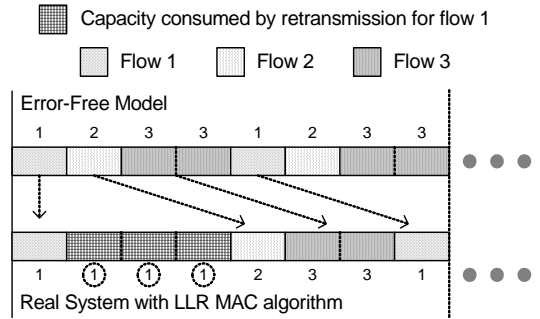 Capacity consumed by retransmission for flow 1
Flow 1 Flow 2 Flow 3
Error-Free Model
1 2 3 3 1 2 3 3
1 1 1 1 2 3 3 1
Real System with LLR MAC algorithm